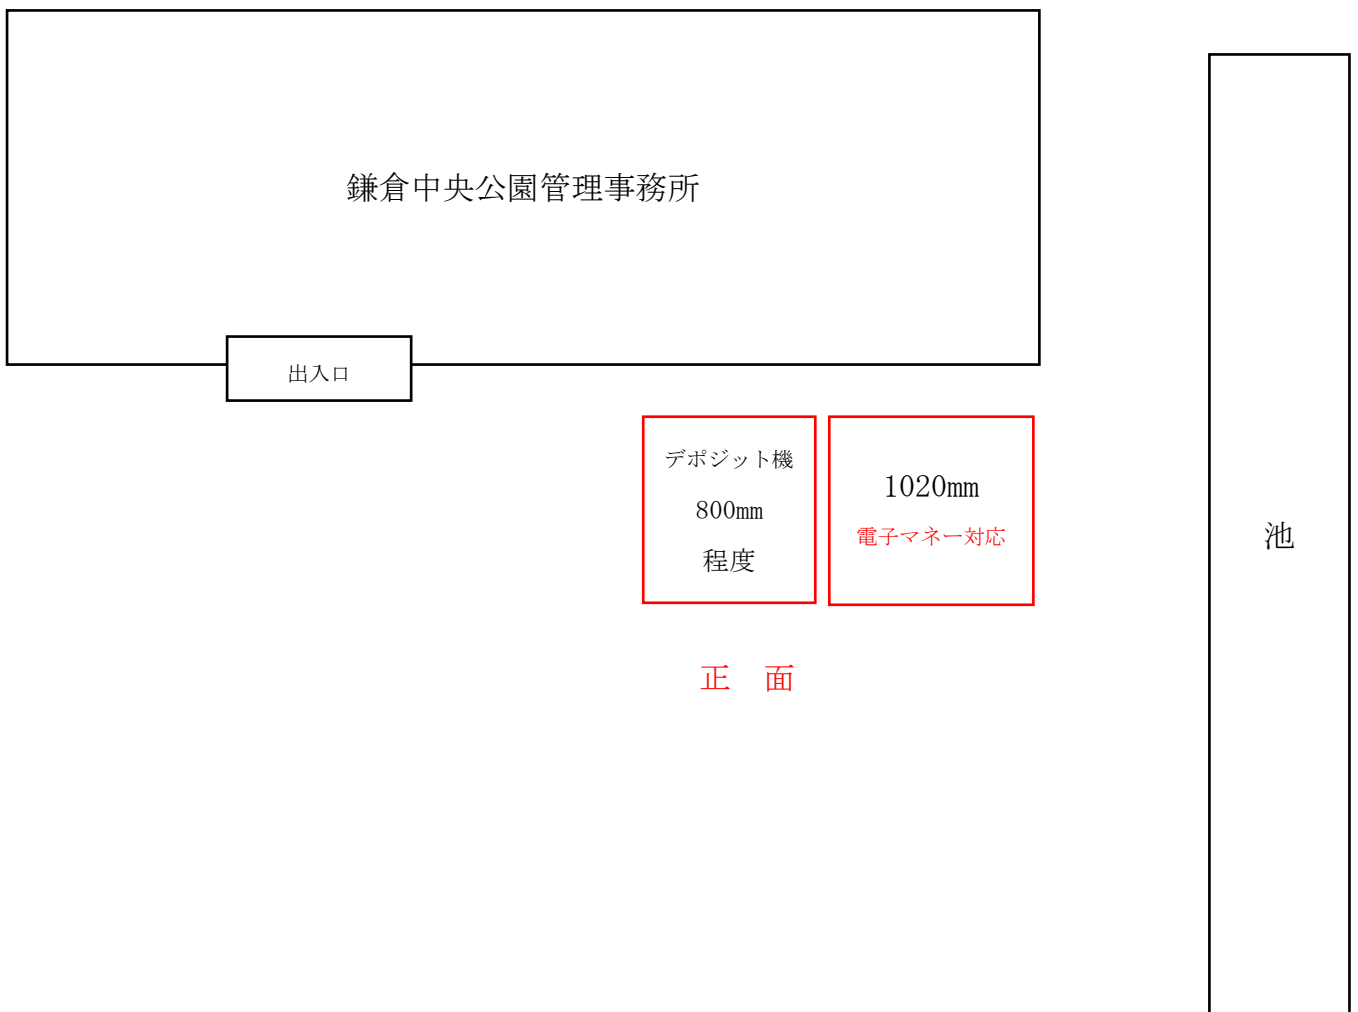 鎌倉中央公園管理事務所
出入口
デポジット機
800mm
程度
1020mm
電子マネー対応
正　面
池